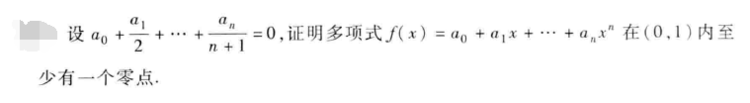 设 a₀ + a₁/2 + ⋯ + aₙ/(n + 1) = 0,证明多项式 f(x) = a₀ + a₁x + ⋯ + aₙxⁿ 在(0,1)内至
少有一个零点.